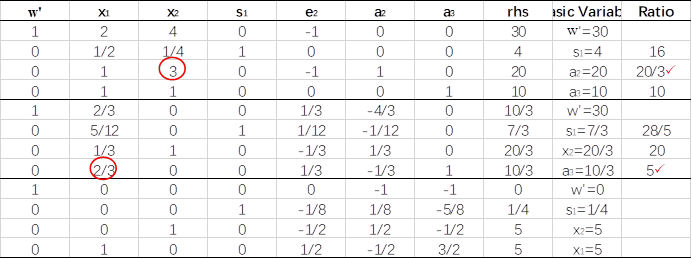 w' x₁ x₂ s₁ e₂ a₂ a₃ rhs asic Variab Ratio
1 2 4 0 -1 0 0 30 w'=30
0 1/2 1/4 1 0 0 0 4 s₁=4 16
0 1 3 0 -1 1 0 20 a₂=20 20/3✓
0 1 1 0 0 0 1 10 a₃=10 10
1 2/3 0 0 1/3 -4/3 0 10/3 w'=30
0 5/12 0 1 1/12 -1/12 0 7/3 s₁=7/3 28/5
0 1/3 1 0 -1/3 1/3 0 20/3 x₂=20/3 20
0 2/3 0 0 1/3 -1/3 1 10/3 a₃=10/3 5✓
1 0 0 0 0 -1 -1 0 w'=0
0 0 0 1 -1/8 1/8 -5/8 1/4 s₁=1/4
0 0 1 0 -1/2 1/2 -1/2 5 x₂=5
0 1 0 0 1/2 -1/2 3/2 5 x₁=5